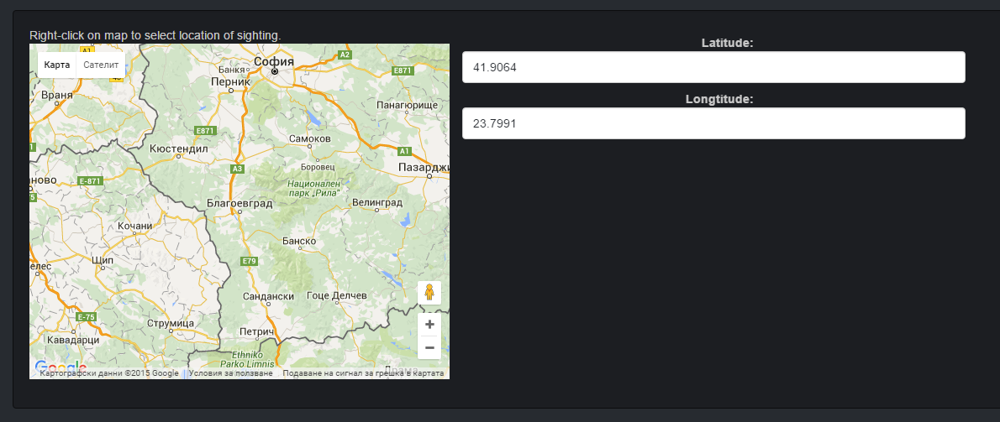 Right-click on map to select location of sighting.
Latitude:
41.9064
Longtitude:
23.7991
Карта
Сателит
A1
A2
София
Банкя
E871
Перник
Враня
Панагюрище
E871
Самоков
Кюстендил
A1
Боровец
A3
Пазарджи
E-871
Национален
парк „Рила“
Благоевград
Велинград
Кочани
Банско
E79
Щип
Сандански
Гоце Делчев
E-75
Струмица
Петрич
Кавадарци
Ethniko
Parko Limnis
Google
Картографски данни ©2015 Google
Условия за ползване
Подаване на сигнал за грешка в картата